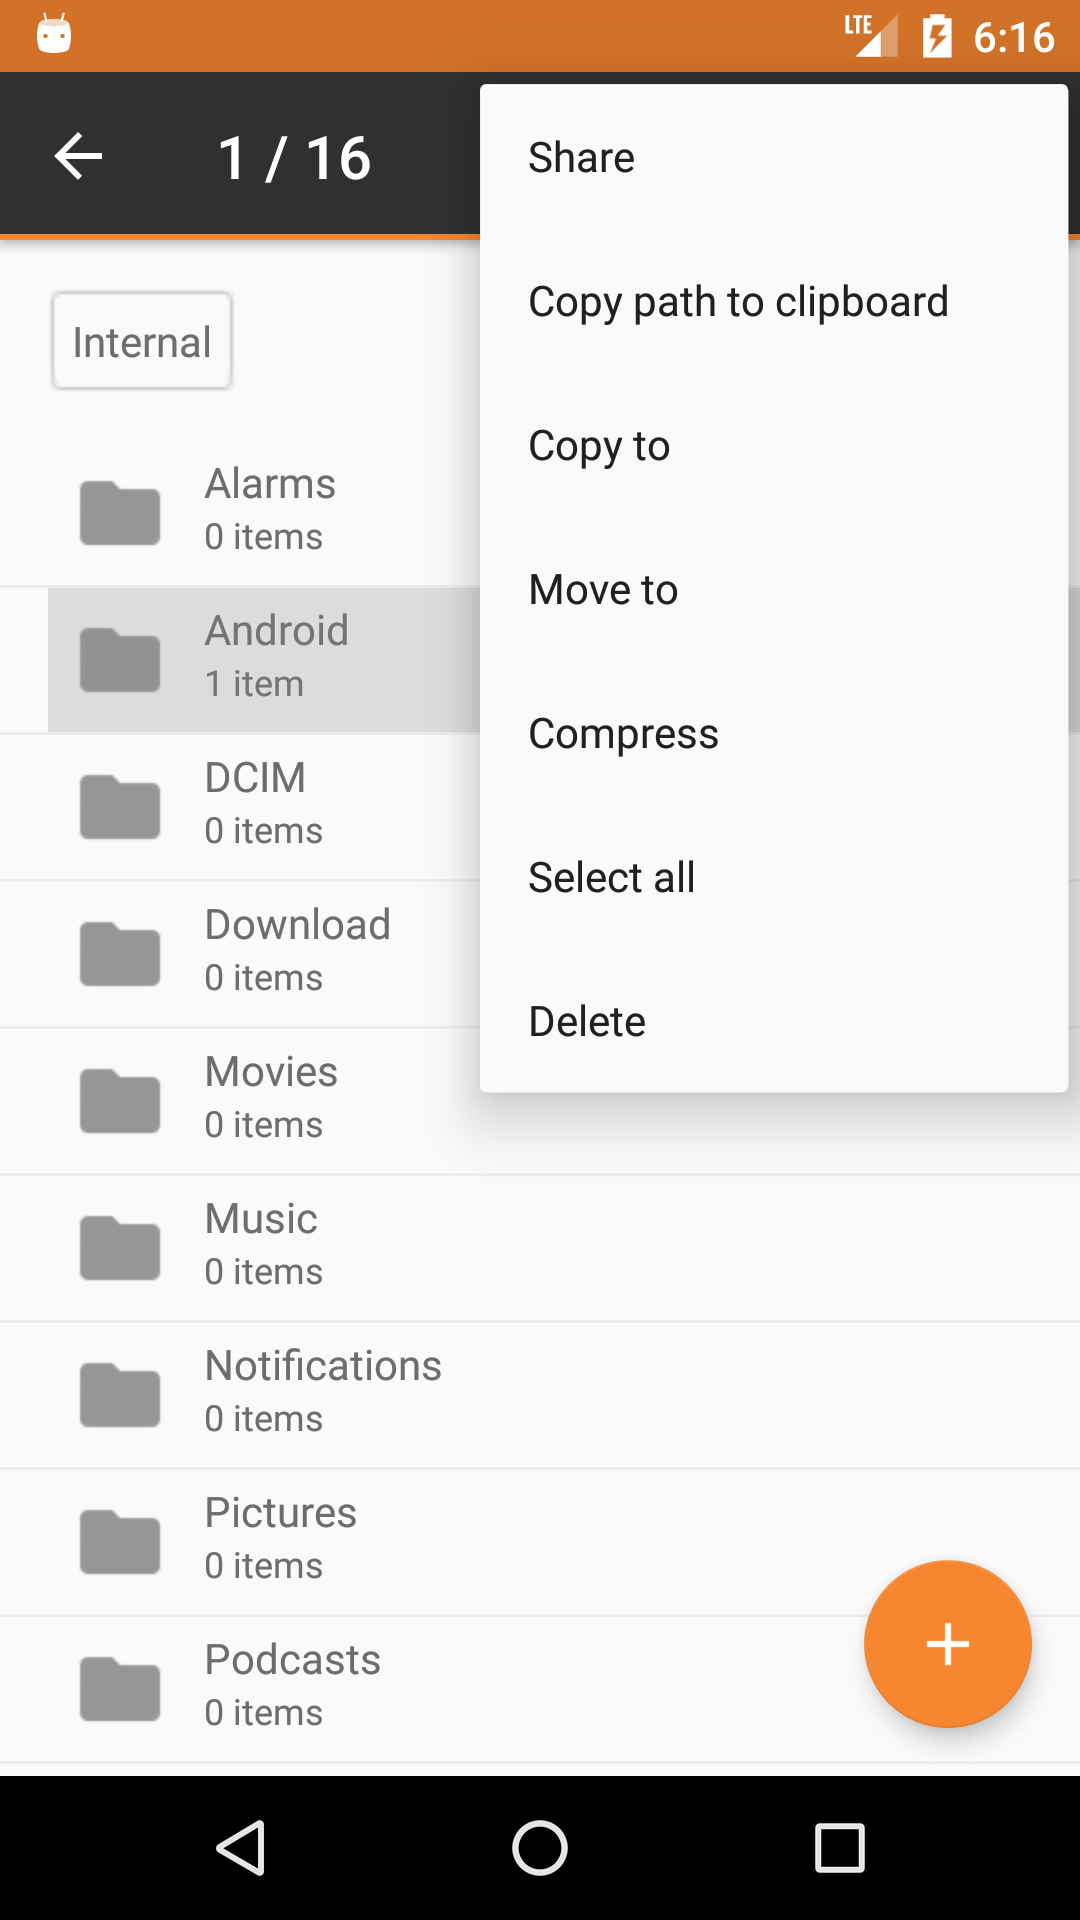 LTE 6:16
1 / 16
Share
Copy path to clipboard
Copy to
Move to
Compress
Select all
Delete
Internal
Alarms
0 items
Android
1 item
DCIM
0 items
Download
0 items
Movies
0 items
Music
0 items
Notifications
0 items
Pictures
0 items
Podcasts
0 items